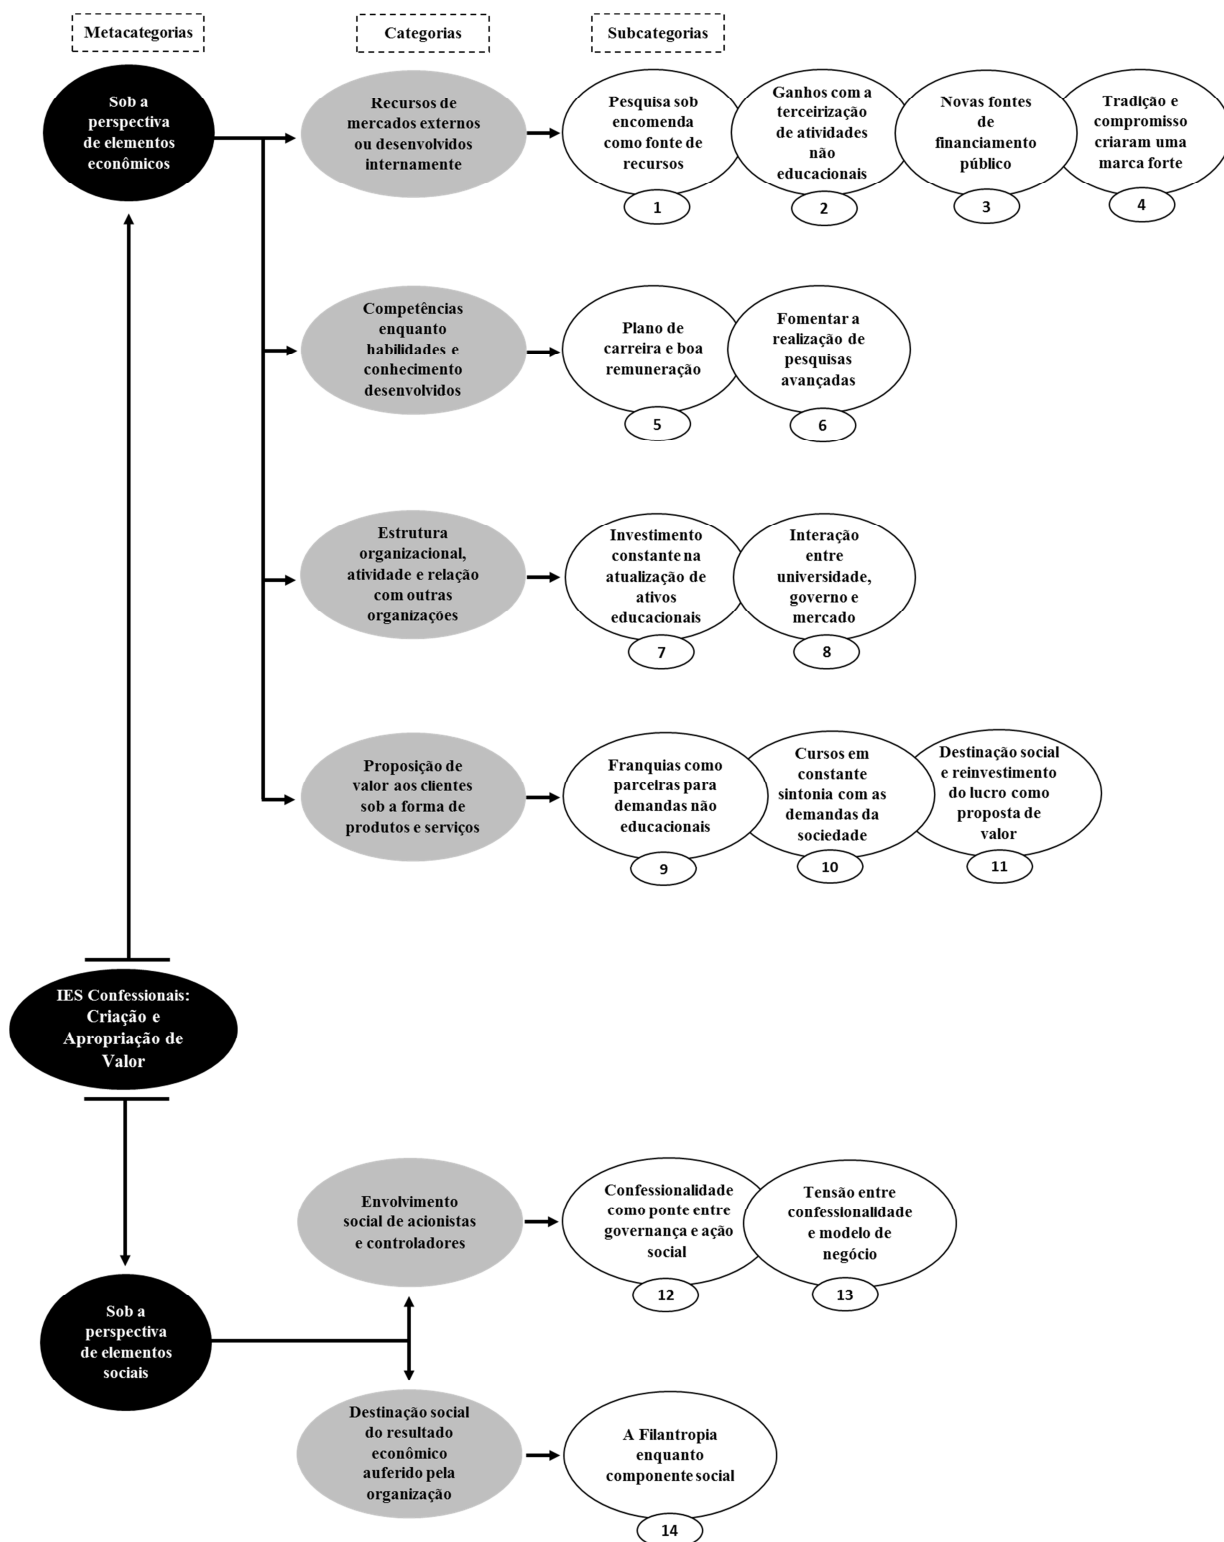 Metacategorias
Categorias
Subcategorias
Sob a
perspectiva
de elementos
econômicos
Recursos de
mercados externos
ou desenvolvidos
internamente
Pesquisa sob
encomenda
como fonte de
recursos
1
Ganhos com a
terceirização
de atividades
não
educacionais
2
Novas fontes
de
financiamento
público
3
Tradição e
compromisso
criaram uma
marca forte
4
Competências
enquanto
habilidades e
conhecimento
desenvolvidos
Plano de
carreira e boa
remuneração
5
Fomentar a
realização de
pesquisas
avançadas
6
Estrutura
organizacional,
atividade e relação
com outras
organizações
Investimento
constante na
atualização de
ativos
educacionais
7
Interação
entre
universidade,
governo e
mercado
8
Proposição de
valor aos clientes
sob a forma de
produtos e serviços
Franquias como
parceiras para
demandas não
educacionais
9
Cursos em
constante
sintonia com as
demandas da
sociedade
10
Destinação social
e reinvestimento
do lucro como
proposta de
valor
11
IES Confessionais:
Criação e
Apropriação de
Valor
Envolvimento
social de acionistas
e controladores
Confessionalidade
como ponte entre
governança e ação
social
12
Tensão entre
confessionalidade
e modelo de
negócio
13
Sob a
perspectiva
de elementos
sociais
Destinação social
do resultado
econômico
auferido pela
organização
A Filantropia
enquanto
componente social
14